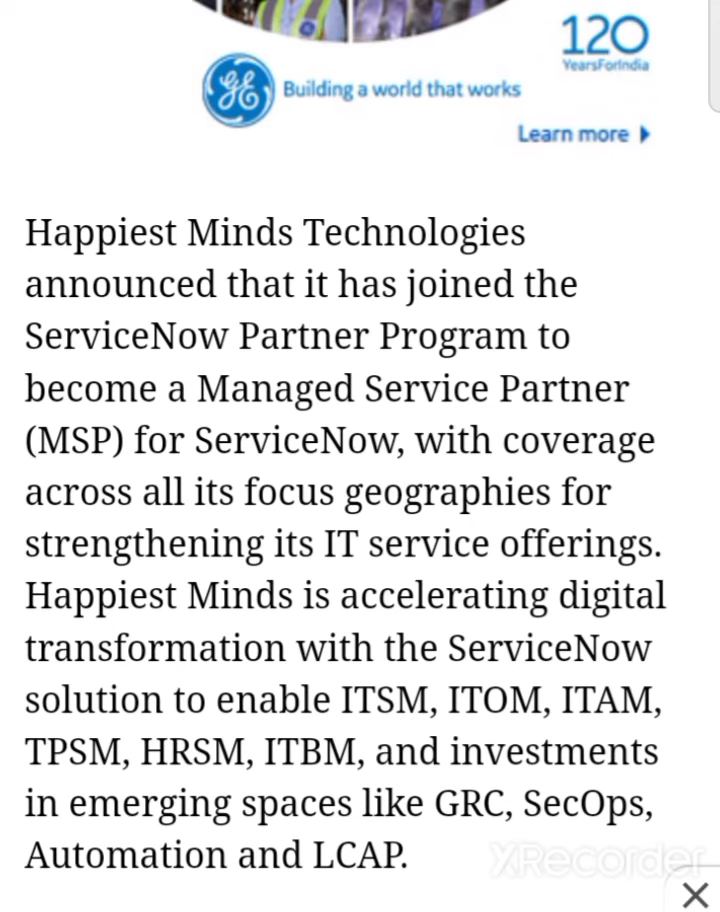 120
YearsForIndia
GE
Building a world that works
Learn more
Happiest Minds Technologies
announced that it has joined the
ServiceNow Partner Program to
become a Managed Service Partner
(MSP) for ServiceNow, with coverage
across all its focus geographies for
strengthening its IT service offerings.
Happiest Minds is accelerating digital
transformation with the ServiceNow
solution to enable ITSM, ITOM, ITAM,
TPSM, HRSM, ITBM, and investments
in emerging spaces like GRC, SecOps,
Automation and LCAP.
XRecorder